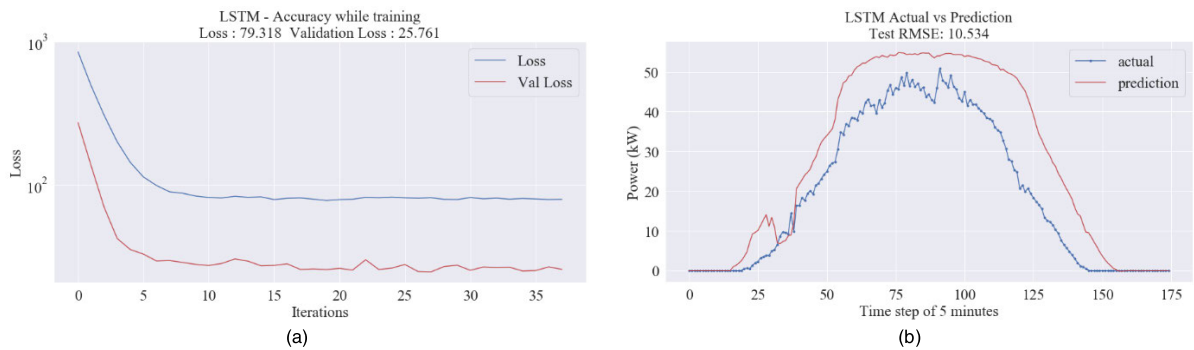 LSTM - Accuracy while training
Loss : 79.318 Validation Loss : 25.761
10³
10²
Loss
Loss
Val Loss
0 5 10 15 20 25 30 35
Iterations
(a)
LSTM Actual vs Prediction
Test RMSE: 10.534
50
40
30
20
10
0
Power (kW)
actual
prediction
0 25 50 75 100 125 150 175
Time step of 5 minutes
(b)